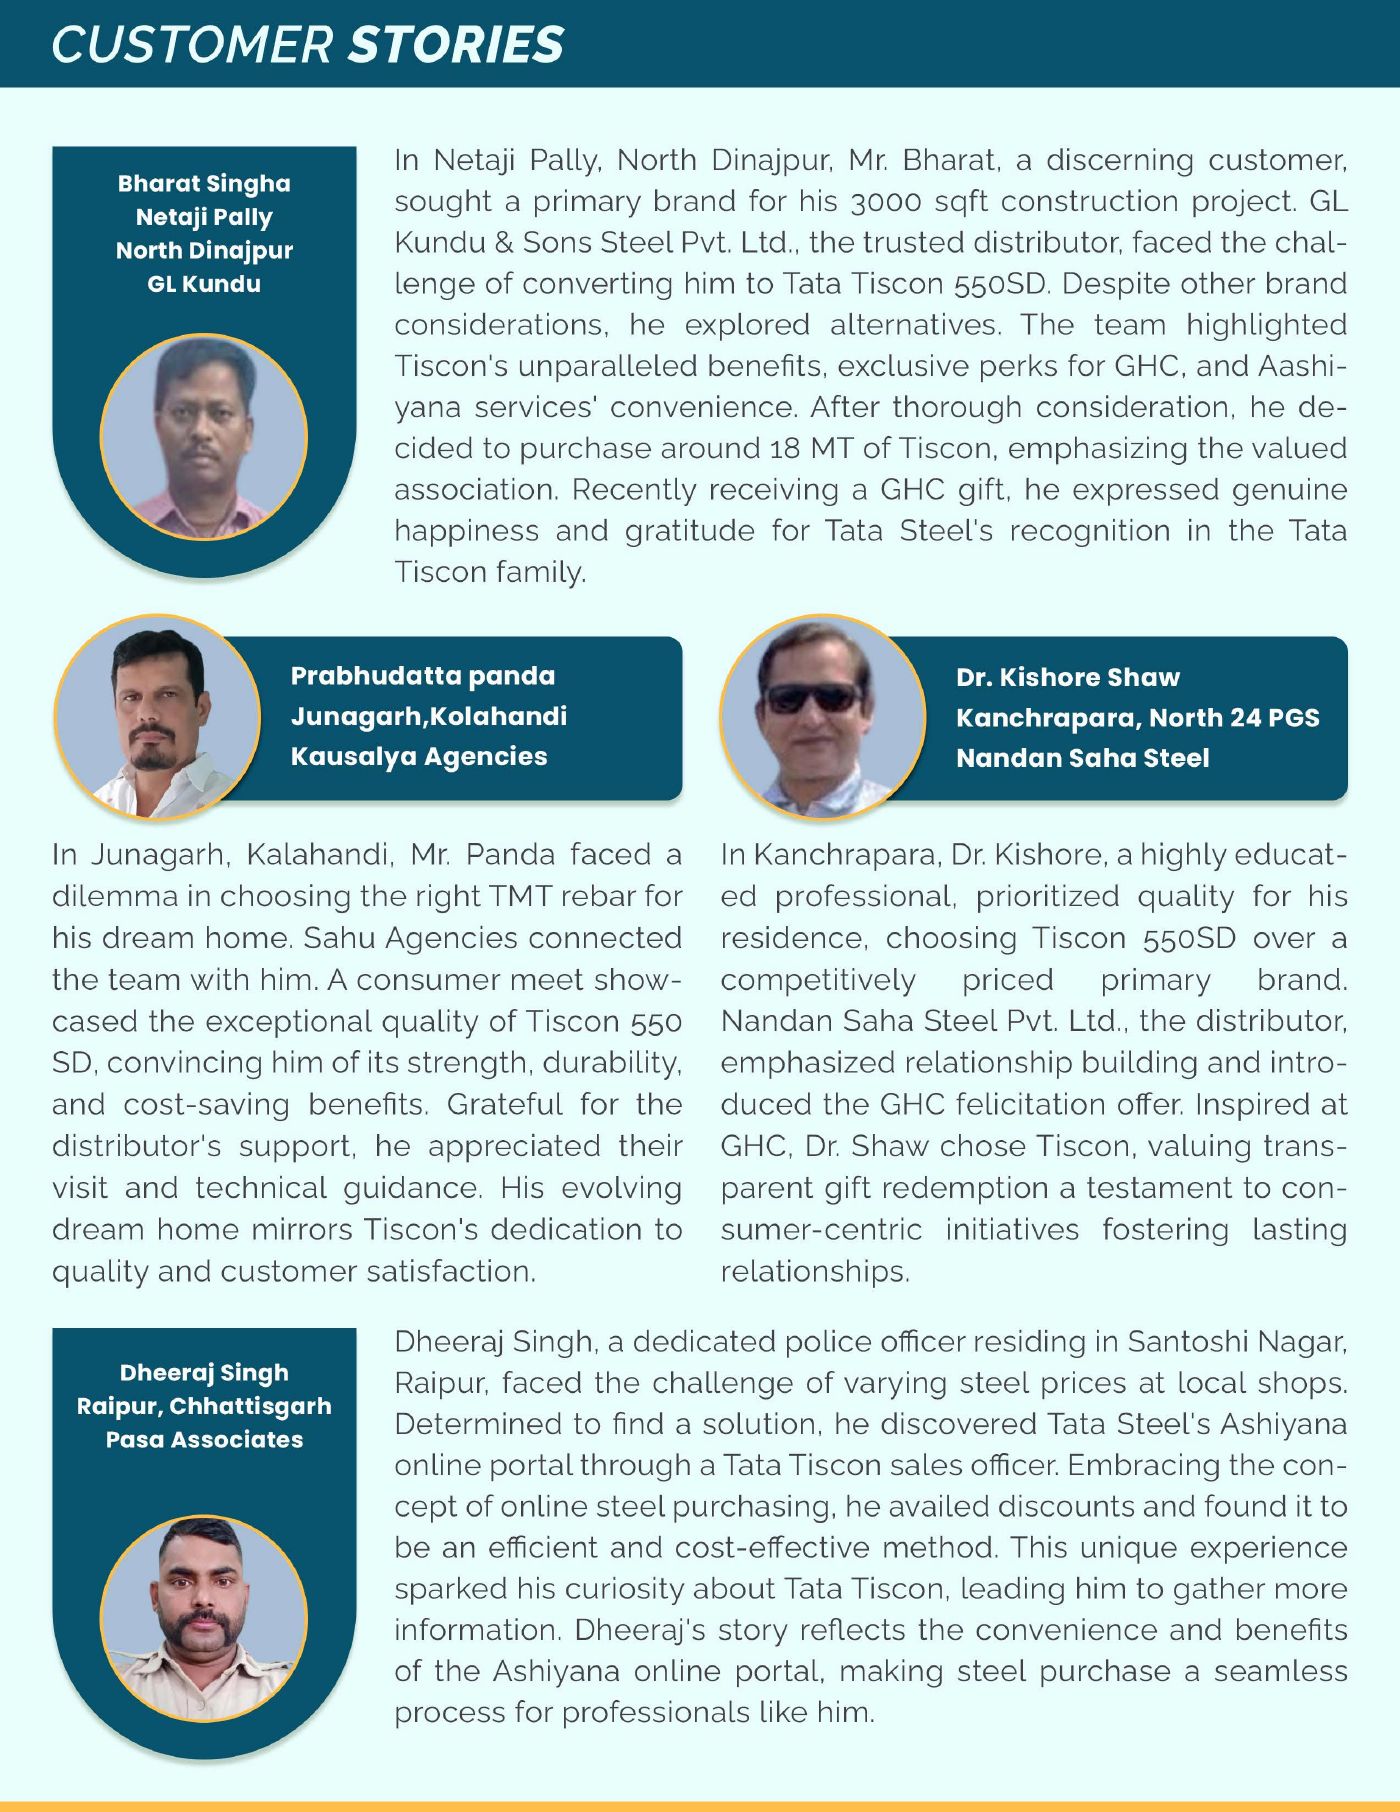 CUSTOMER STORIES
Bharat Singha
Netaji Pally
North Dinajpur
GL Kundu
In Netaji Pally, North Dinajpur, Mr. Bharat, a discerning customer,
sought a primary brand for his 3000 sqft construction project. GL
Kundu & Sons Steel Pvt. Ltd., the trusted distributor, faced the chal-
lenge of converting him to Tata Tiscon 550SD. Despite other brand
considerations, he explored alternatives. The team highlighted
Tiscon's unparalleled benefits, exclusive perks for GHC, and Aashi-
yana services' convenience. After thorough consideration, he de-
cided to purchase around 18 MT of Tiscon, emphasizing the valued
association. Recently receiving a GHC gift, he expressed genuine
happiness and gratitude for Tata Steel's recognition in the Tata
Tiscon family.
Prabhudatta panda
Junagarh,Kolahandi
Kausalya Agencies
In Junagarh, Kalahandi, Mr. Panda faced a
dilemma in choosing the right TMT rebar for
his dream home. Sahu Agencies connected
the team with him. A consumer meet show-
cased the exceptional quality of Tiscon 550
SD, convincing him of its strength, durability,
and cost-saving benefits. Grateful for the
distributor's support, he appreciated their
visit and technical guidance. His evolving
dream home mirrors Tiscon's dedication to
quality and customer satisfaction.
Dr. Kishore Shaw
Kanchrapara, North 24 PGS
Nandan Saha Steel
In Kanchrapara, Dr. Kishore, a highly educat-
ed professional, prioritized quality for his
residence, choosing Tiscon 550SD over a
competitively priced primary brand.
Nandan Saha Steel Pvt. Ltd., the distributor,
emphasized relationship building and intro-
duced the GHC felicitation offer. Inspired at
GHC, Dr. Shaw chose Tiscon, valuing trans-
parent gift redemption a testament to con-
sumer-centric initiatives fostering lasting
relationships.
Dheeraj Singh
Raipur, Chhattisgarh
Pasa Associates
Dheeraj Singh, a dedicated police officer residing in Santoshi Nagar,
Raipur, faced the challenge of varying steel prices at local shops.
Determined to find a solution, he discovered Tata Steel's Ashiyana
online portal through a Tata Tiscon sales officer. Embracing the con-
cept of online steel purchasing, he availed discounts and found it to
be an efficient and cost-effective method. This unique experience
sparked his curiosity about Tata Tiscon, leading him to gather more
information. Dheeraj's story reflects the convenience and benefits
of the Ashiyana online portal, making steel purchase a seamless
process for professionals like him.